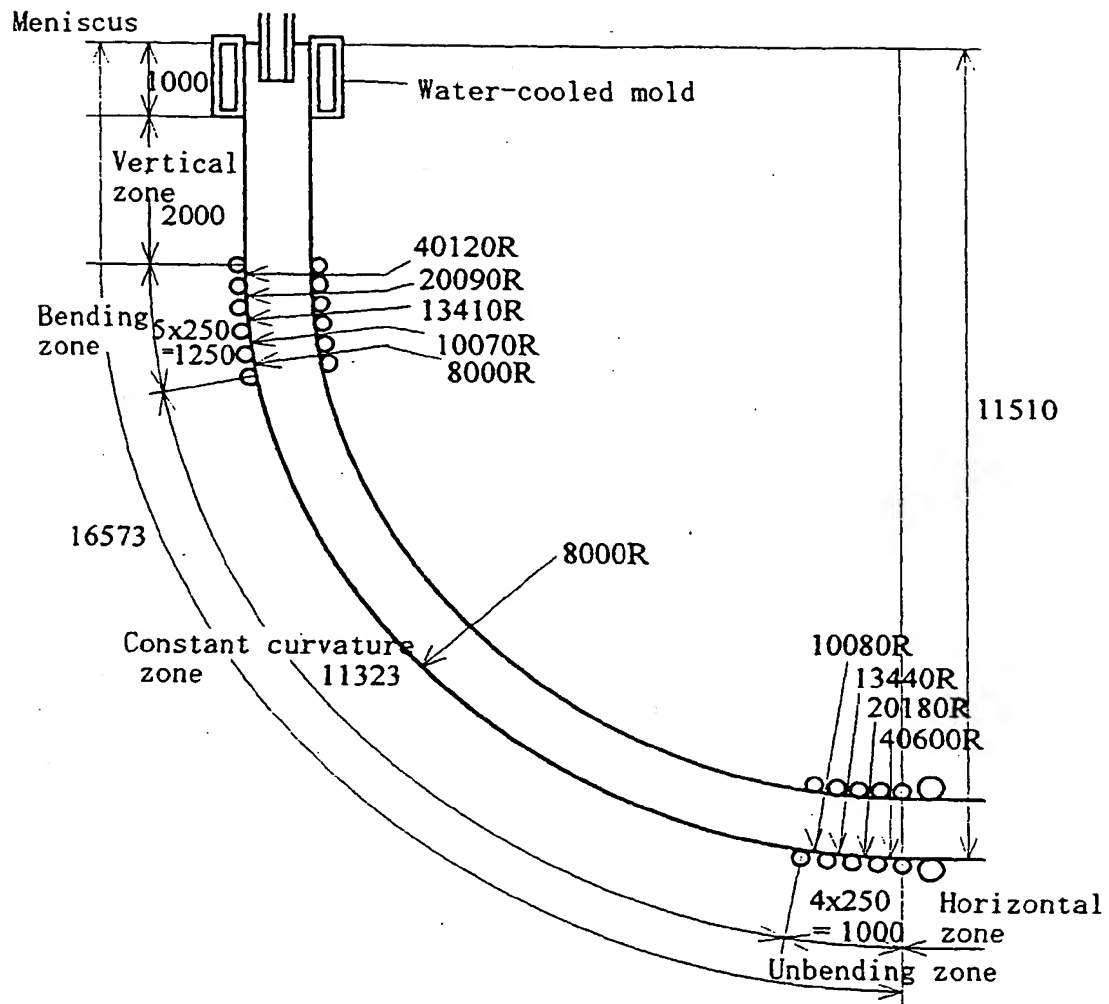 Meniscus
1000
Water-cooled mold
Vertical
zone
2000
40120R
20090R
13410R
10070R
8000R
Bending
zone
5x250
=1250
11510
16573
8000R
Constant curvature
zone
11323
10080R
13440R
20180R
40600R
4x250
= 1000
Horizontal
zone
Unbending zone